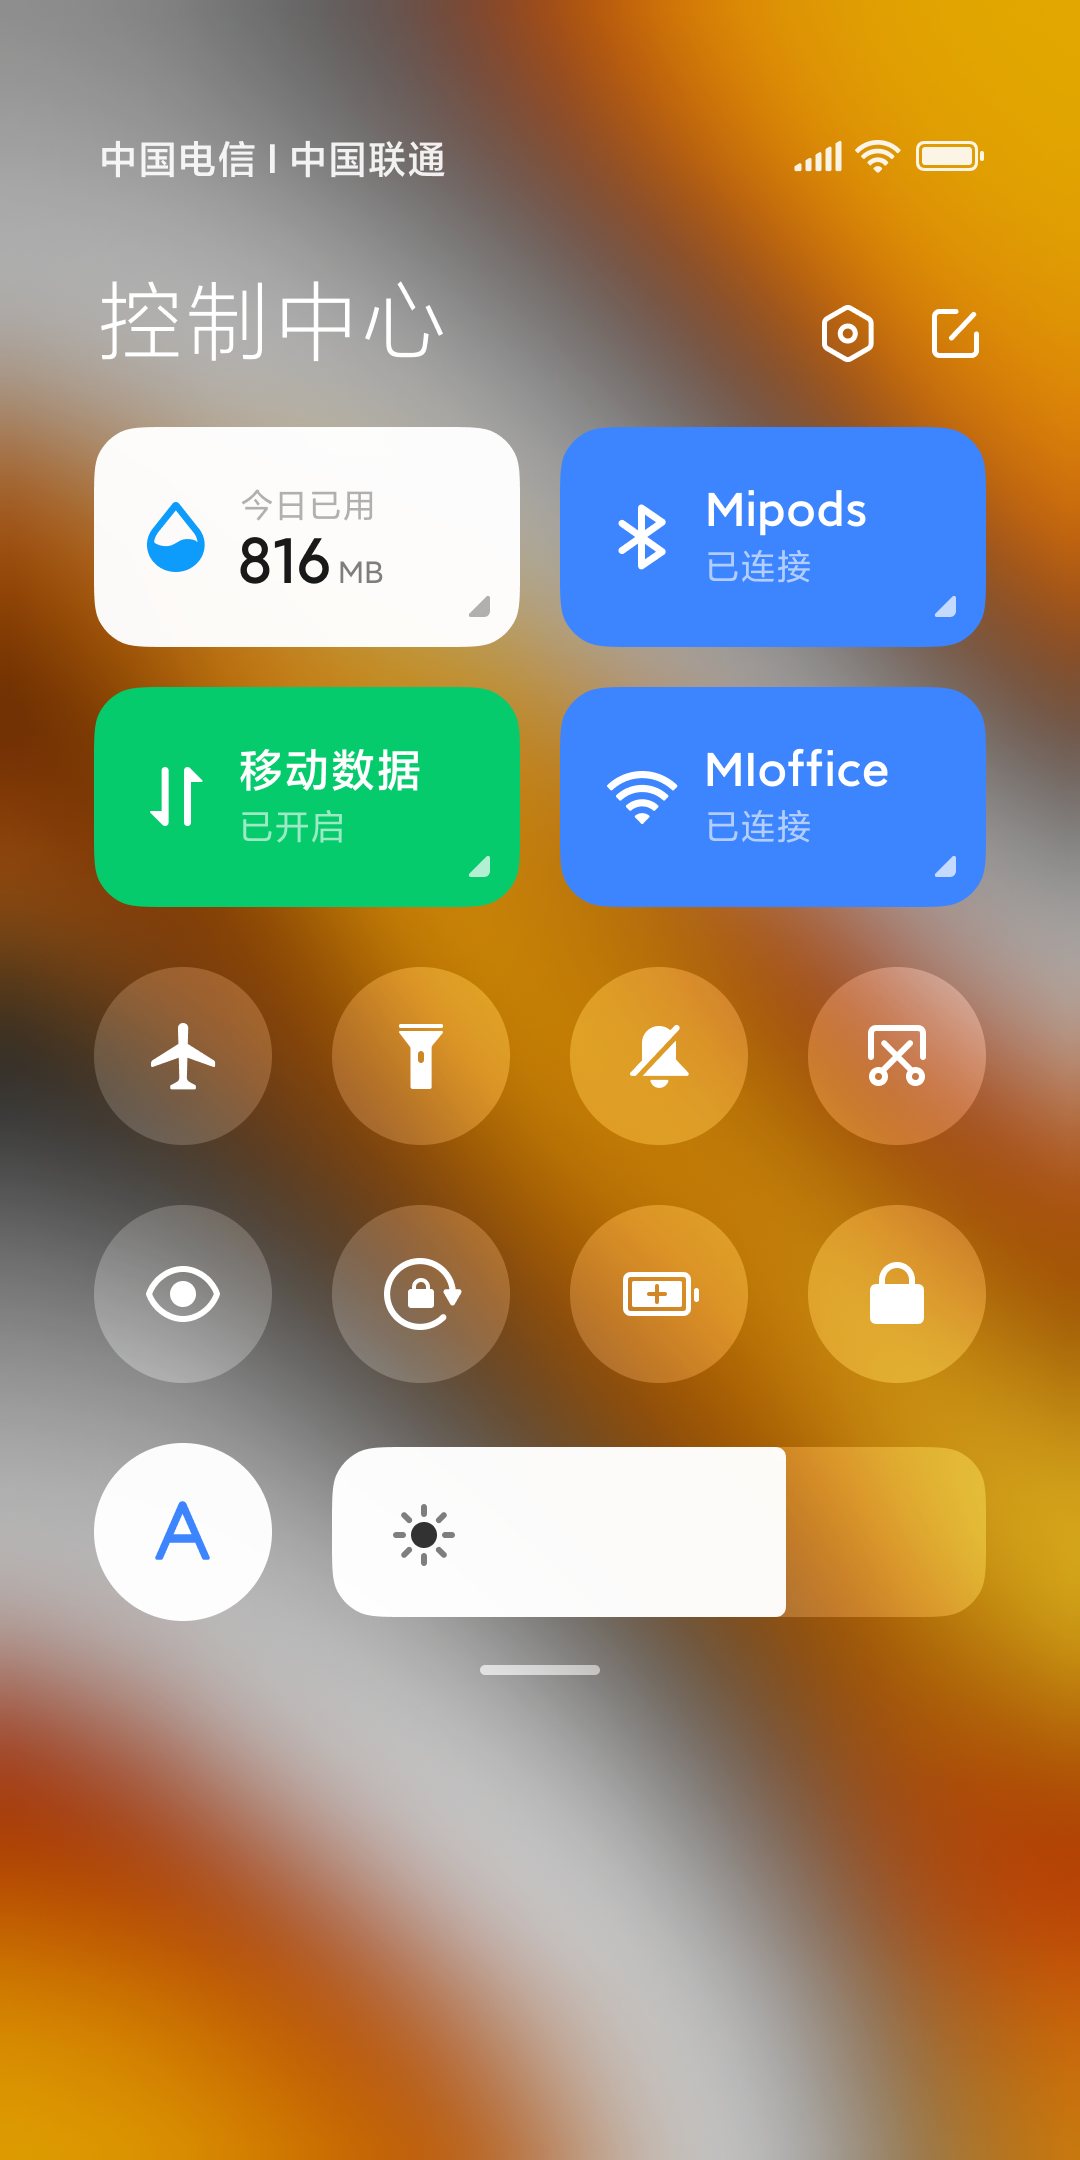 中国电信 | 中国联通
控制中心
今日已用
816 MB
Mipods
已连接
移动数据
已开启
MIoffice
已连接
A